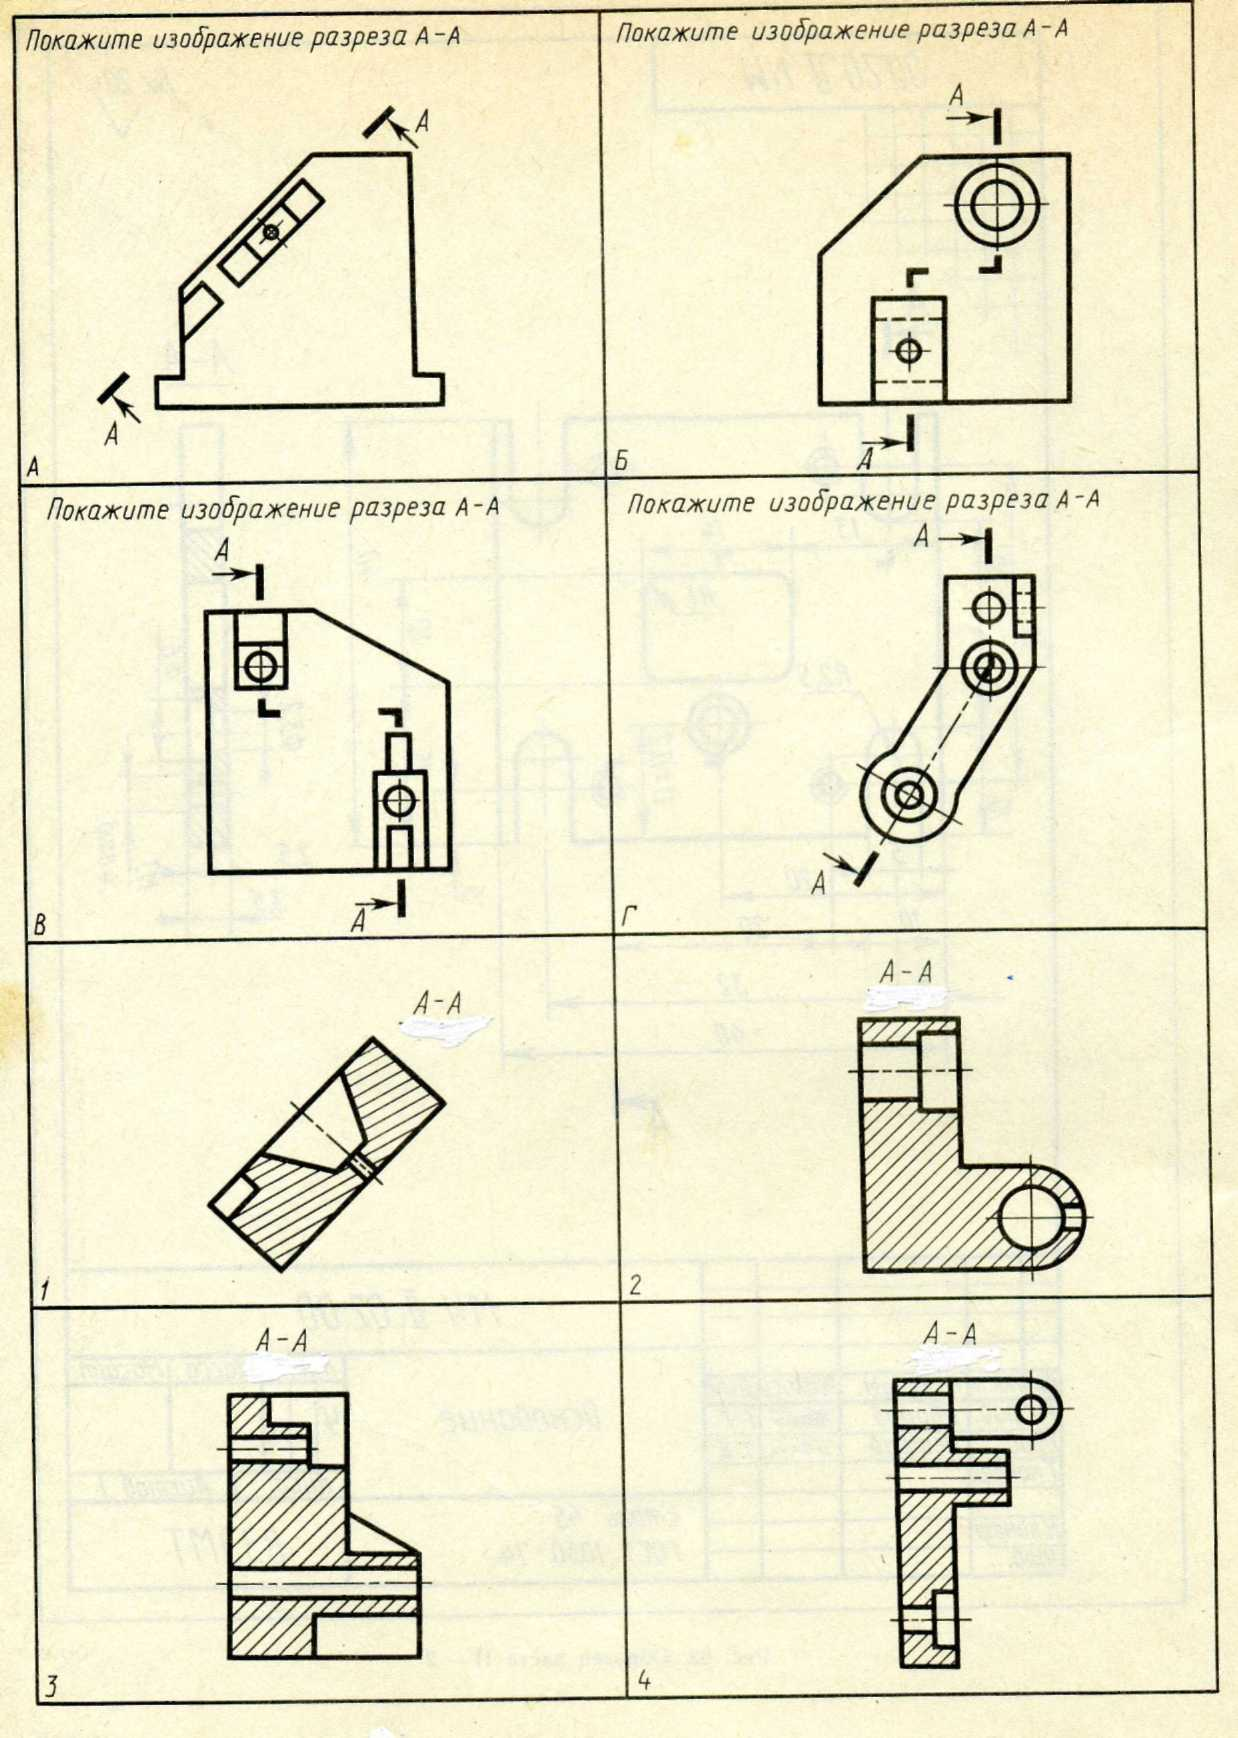 Покажите изображение разреза А-А
А
А
А
Покажите изображение разреза А-А
А
А
Б
Покажите изображение разреза А-А
А
А
В
Покажите изображение разреза А-А
А
А
Г
А-А
1
А-А
2
А-А
3
А-А
4